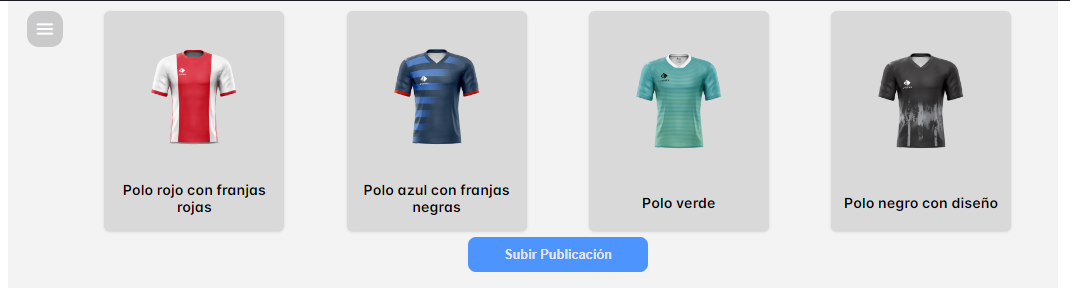 Polo rojo con franjas
rojas
Polo azul con franjas
negras
Polo verde
Polo negro con diseño
Subir Publicación